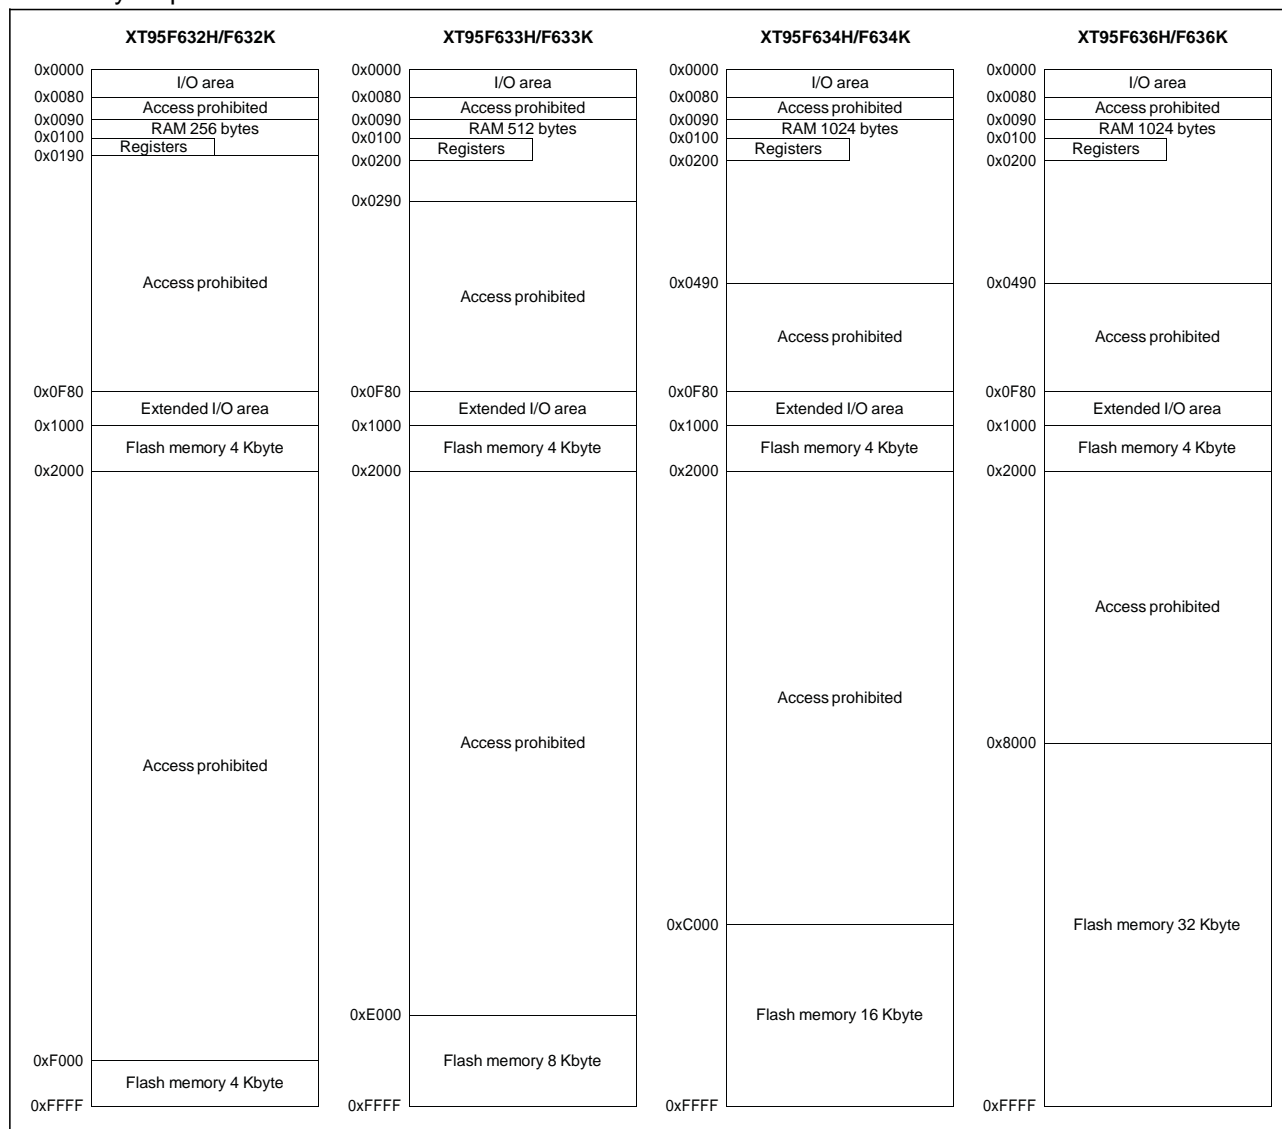 XT95F632H/F632K
0x0000
I/O area
0x0080
Access prohibited
0x0090
RAM 256 bytes
0x0100
Registers
0x0190
Access prohibited
0x0F80
Extended I/O area
0x1000
Flash memory 4 Kbyte
0x2000
Access prohibited
0xF000
Flash memory 4 Kbyte
0xFFFF
XT95F633H/F633K
0x0000
I/O area
0x0080
Access prohibited
0x0090
RAM 512 bytes
0x0100
Registers
0x0200
0x0290
Access prohibited
0x0F80
Extended I/O area
0x1000
Flash memory 4 Kbyte
0x2000
Access prohibited
0xE000
Flash memory 8 Kbyte
0xFFFF
XT95F634H/F634K
0x0000
I/O area
0x0080
Access prohibited
0x0090
RAM 1024 bytes
0x0100
Registers
0x0200
0x0490
Access prohibited
0x0F80
Extended I/O area
0x1000
Flash memory 4 Kbyte
0x2000
Access prohibited
0xC000
Flash memory 16 Kbyte
0xFFFF
XT95F636H/F636K
0x0000
I/O area
0x0080
Access prohibited
0x0090
RAM 1024 bytes
0x0100
Registers
0x0200
0x0490
Access prohibited
0x0F80
Extended I/O area
0x1000
Flash memory 4 Kbyte
0x2000
Access prohibited
0x8000
Flash memory 32 Kbyte
0xFFFF